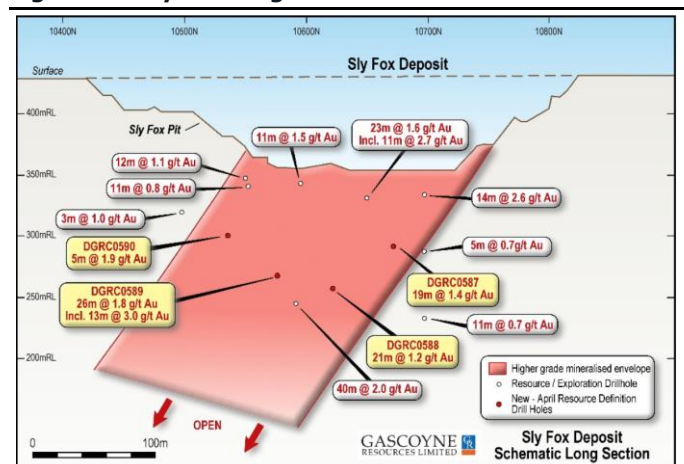 10400N
10500N
10600N
10700N
10800N
Surface
Sly Fox Deposit
400mRL
350mRL
300mRL
250mRL
200mRL
Sly Fox Pit
11m @ 1.5 g/t Au
23m @ 1.6 g/t Au
Incl. 11m @ 2.7 g/t Au
12m @ 1.1 g/t Au
11m @ 0.8 g/t Au
14m @ 2.6 g/t Au
3m @ 1.0 g/t Au
DGRC0590
5m @ 1.9 g/t Au
5m @ 0.7g/t Au
DGRC0589
26m @ 1.8 g/t Au
Incl. 13m @ 3.0 g/t Au
DGRC0587
19m @ 1.4 g/t Au
11m @ 0.7 g/t Au
DGRC0588
21m @ 1.2 g/t Au
40m @ 2.0 g/t Au
Higher grade mineralised envelope
Resource / Exploration Drillhole
New - April Resource Definition
Drill Holes
OPEN
0
100m
GASCOYNE
RESOURCES LIMITED
Sly Fox Deposit
Schematic Long Section